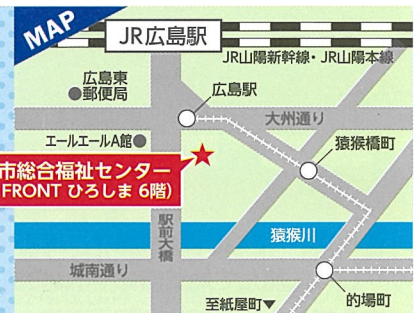 MAP
JR広島駅
JR山陽新幹線・JR山陽本線
広島東
郵便局
広島駅
大州通り
エールエールA館
猿猴橋町
市総合福祉センター
FRONT ひろしま 6階)
駅前大橋
猿猴川
城南通り
至紙屋町▼
的場町